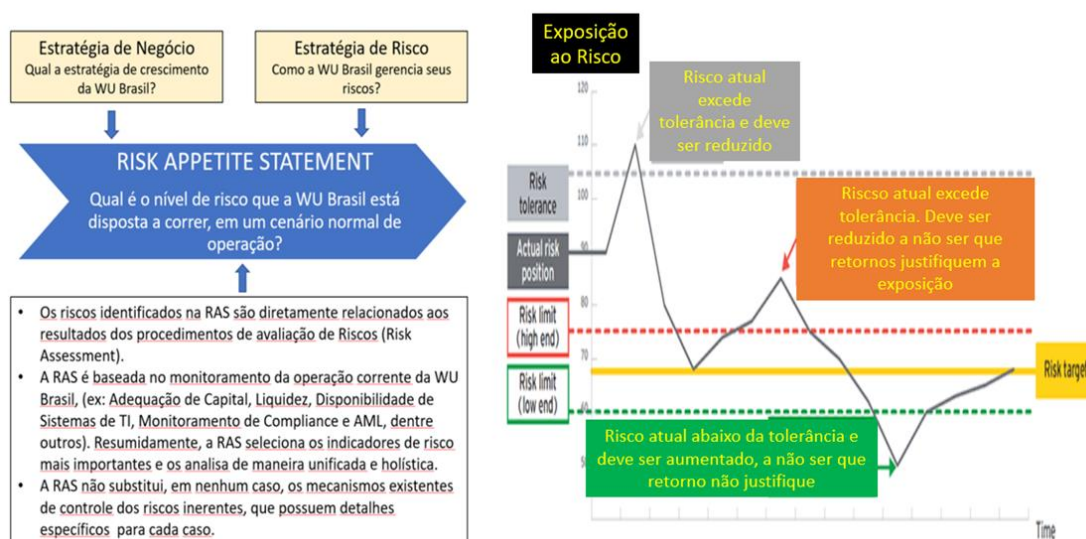 Estratégia de Negócio
Qual a estratégia de crescimento
da WU Brasil?
Estratégia de Risco
Como a WU Brasil gerencia seus
riscos?
RISK APPETITE STATEMENT
Qual é o nível de risco que a WU Brasil está
disposta a correr, em um cenário normal de
operação?
• Os riscos identificados na RAS são diretamente relacionados aos
resultados dos procedimentos de avaliação de Riscos (Risk
Assessment).
• A RAS é baseada no monitoramento da operação corrente da WU
Brasil, (ex: Adequação de Capital, Liquidez, Disponibilidade de
Sistemas de TI, Monitoramento de Compliance e AML, dentre
outros). Resumidamente, a RAS seleciona os indicadores de risco
mais importantes e os analisa de maneira unificada e holística.
• A RAS não substitui, em nenhum caso, os mecanismos existentes
de controle dos riscos inerentes, que possuem detalhes
específicos para cada caso.
Exposição
ao Risco
120
110
100
90
80
70
60
50
Risco atual
excede
tolerância e deve
ser reduzido
Riscso atual excede
tolerância. Deve ser
reduzido a não ser que
retornos justifiquem a
exposição
Risk
tolerance
Actual risk
position
Risk limit
(high end)
Risk limit
(low end)
Risk target
Risco atual abaixo da tolerância e
deve ser aumentado, a não ser que
retorno não justifique
Time